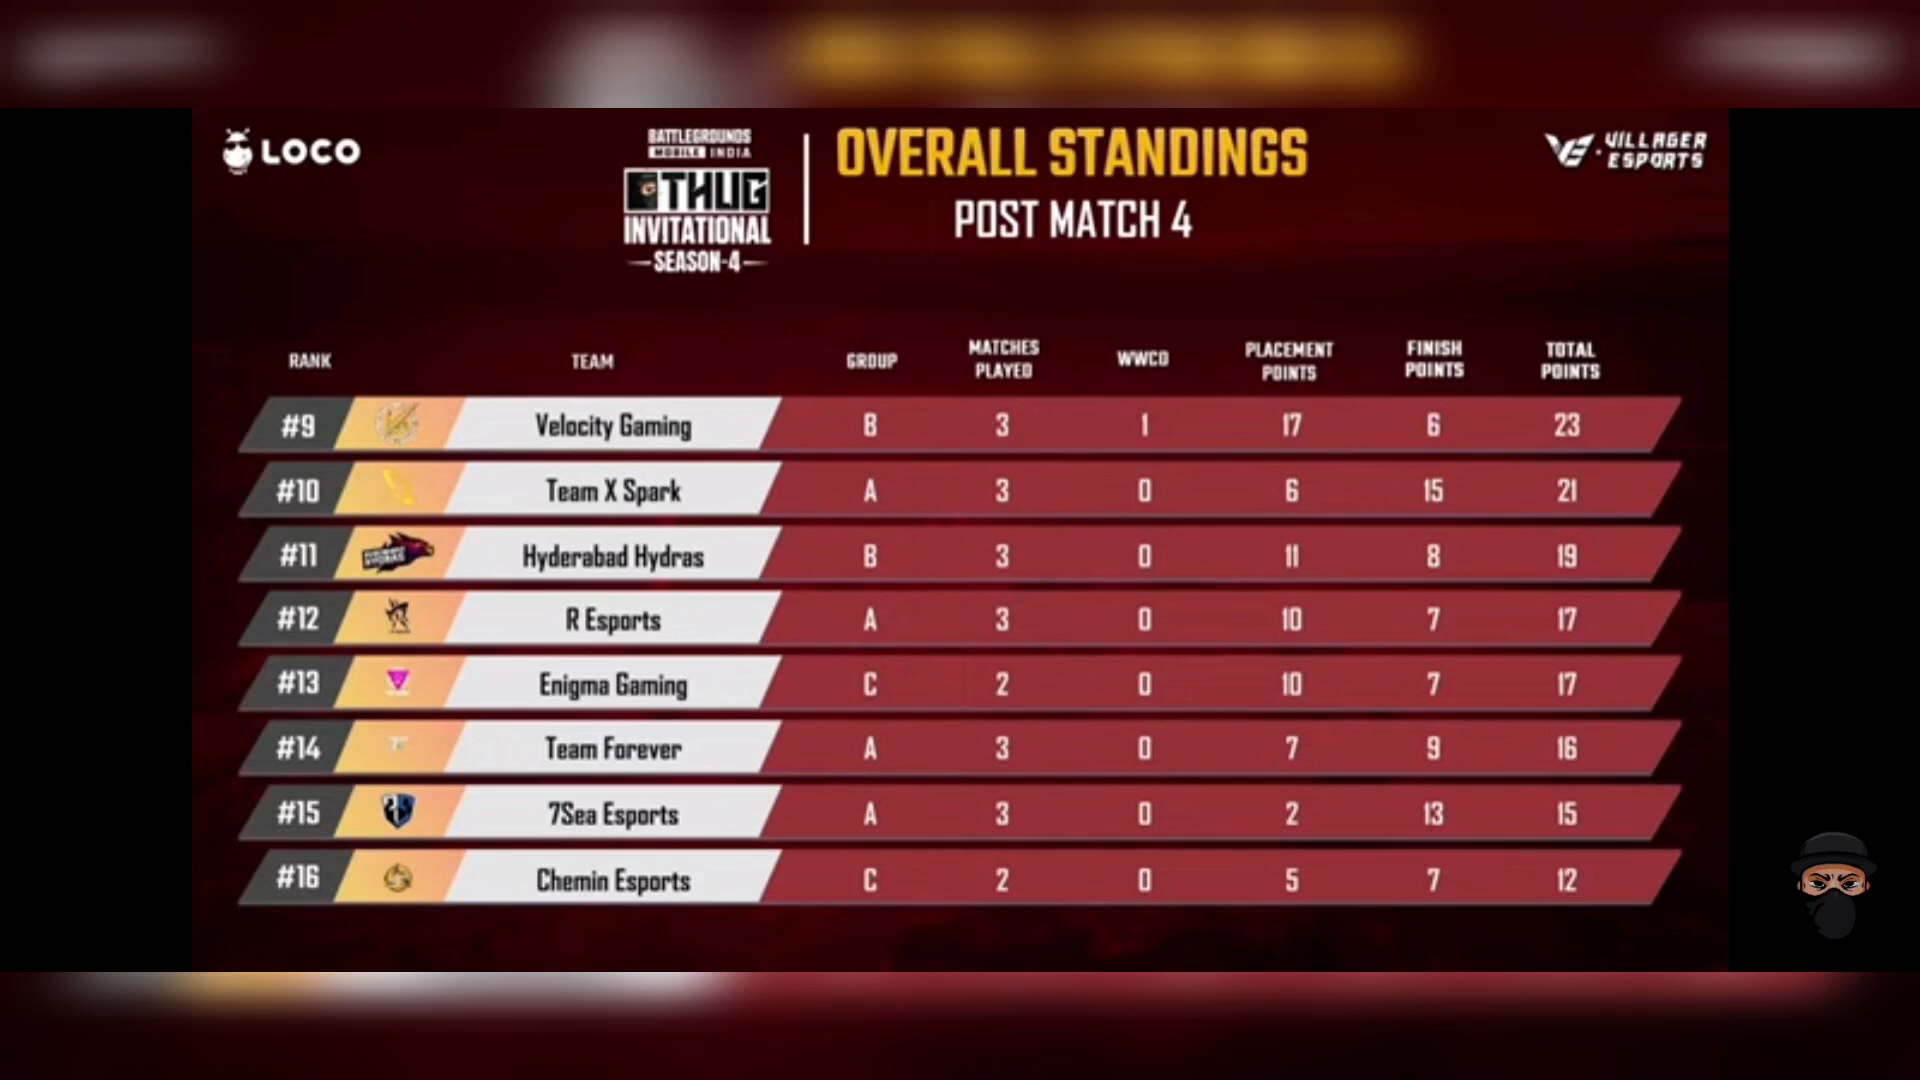 LOCO
BATTLEGROUNDS
MOBILE INDIA
THUG
INVITATIONAL
SEASON-4
OVERALL STANDINGS
POST MATCH 4
VILLAGER
ESPORTS
RANK TEAM GROUP MATCHES PLAYED WWCD PLACEMENT POINTS FINISH POINTS TOTAL POINTS
#9 Velocity Gaming B 3 1 17 6 23
#10 Team X Spark A 3 0 6 15 21
#11 Hyderabad Hydras B 3 0 11 8 19
#12 R Esports A 3 0 10 7 17
#13 Enigma Gaming C 2 0 10 7 17
#14 Team Forever A 3 0 7 9 16
#15 7Sea Esports A 3 0 2 13 15
#16 Chemin Esports C 2 0 5 7 12